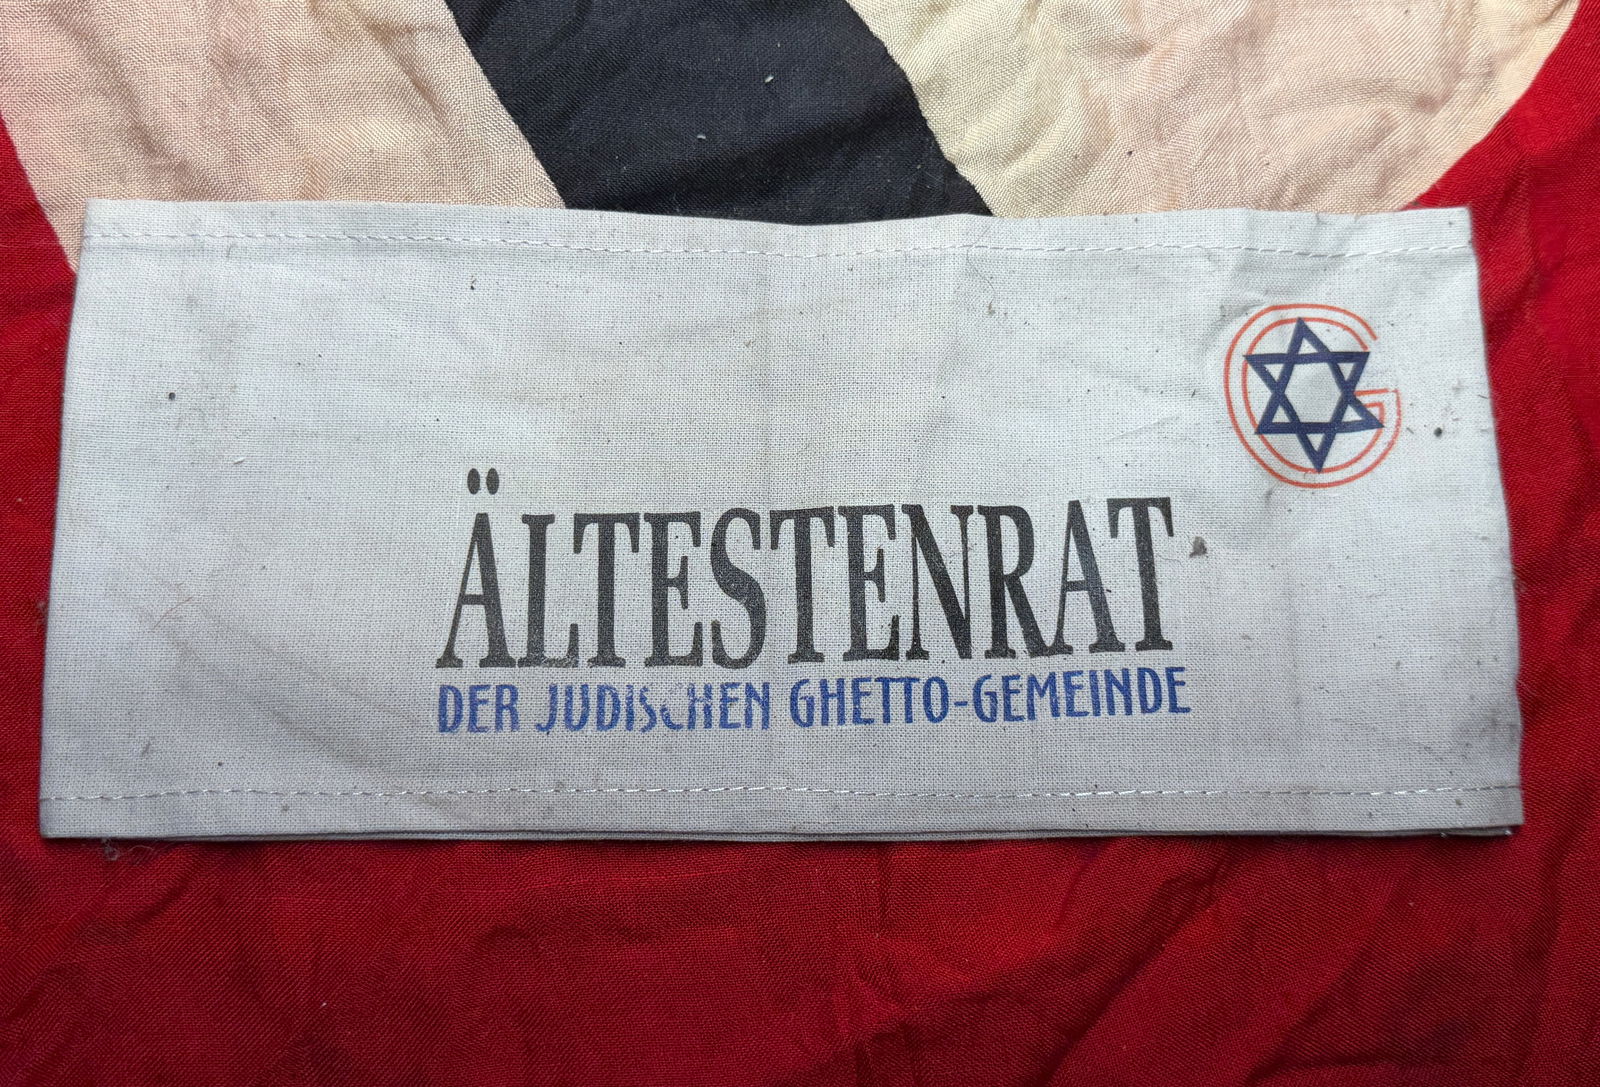 G
ÄLTESTENRAT
DER JUDISCHEN GHETTO-GEMEINDE